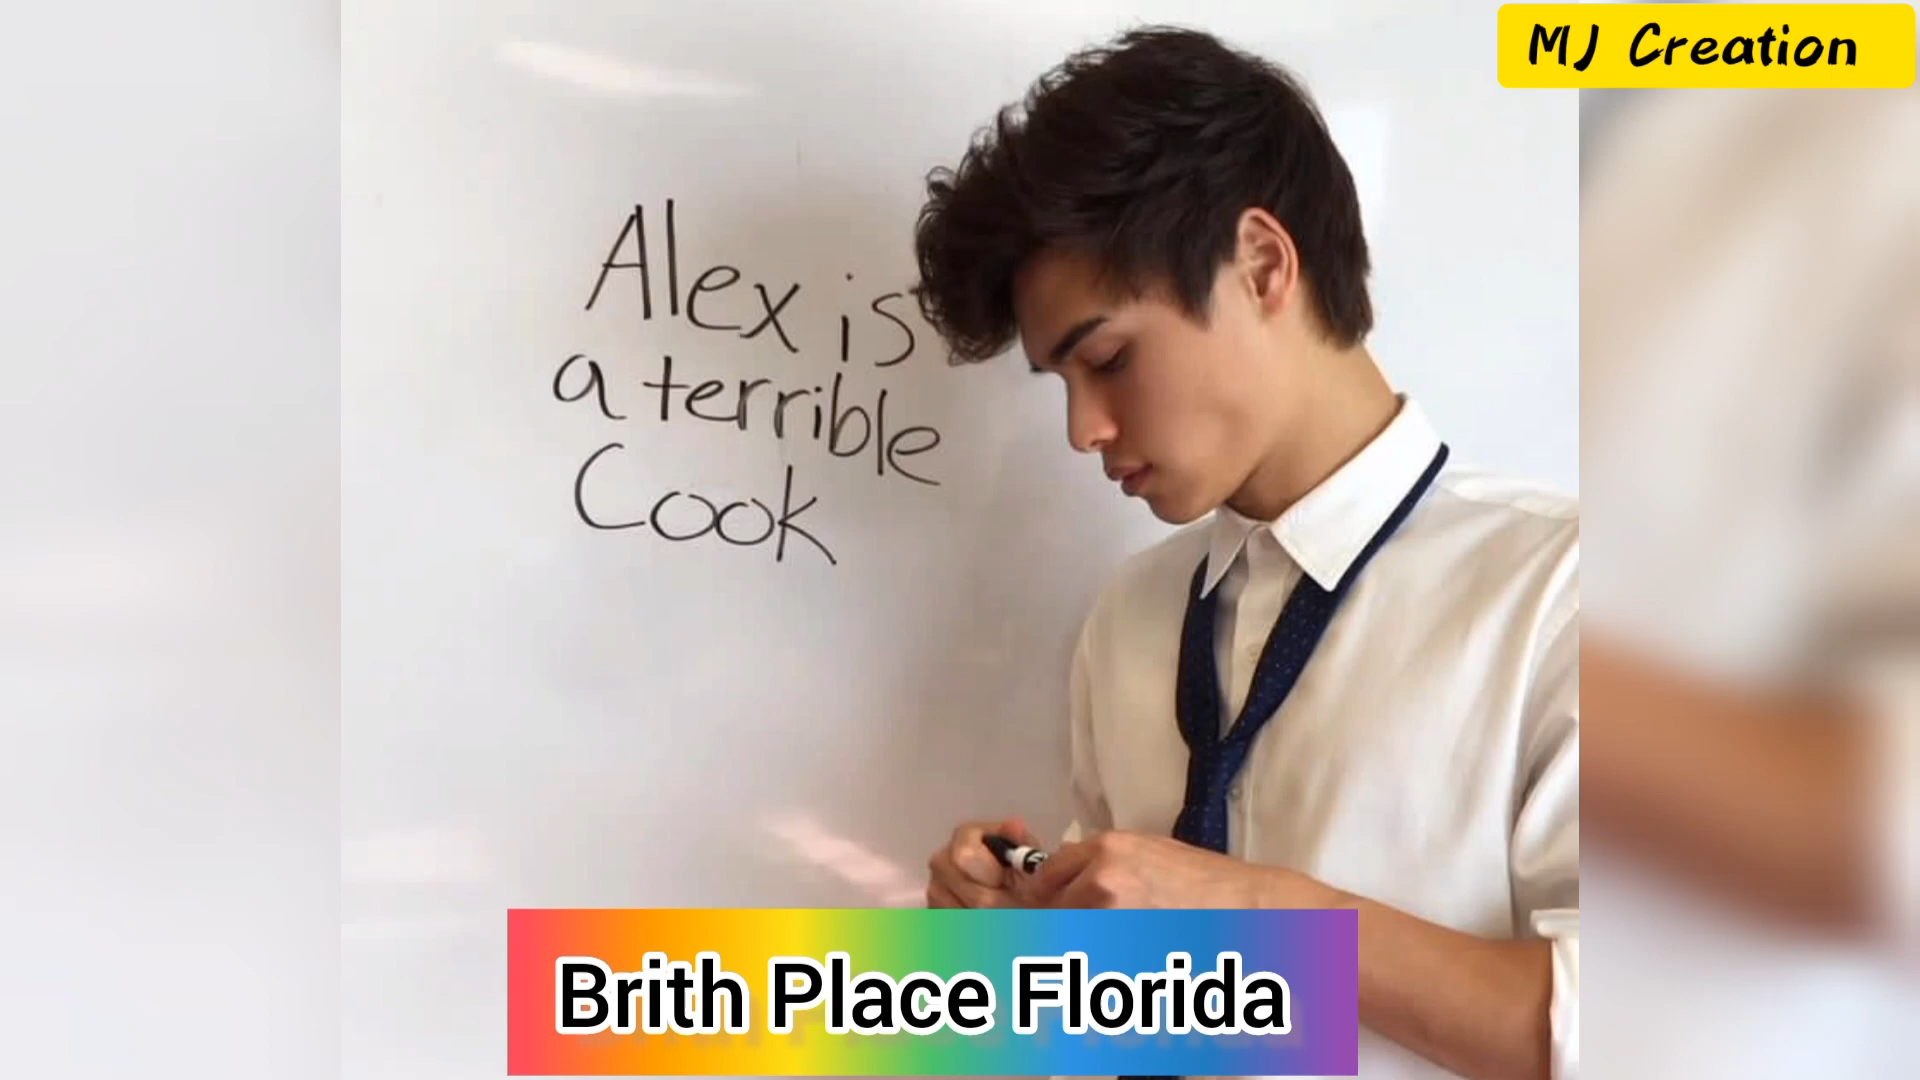 MJ Creation
Alex is
a terrible
Cook
Brith Place Florida